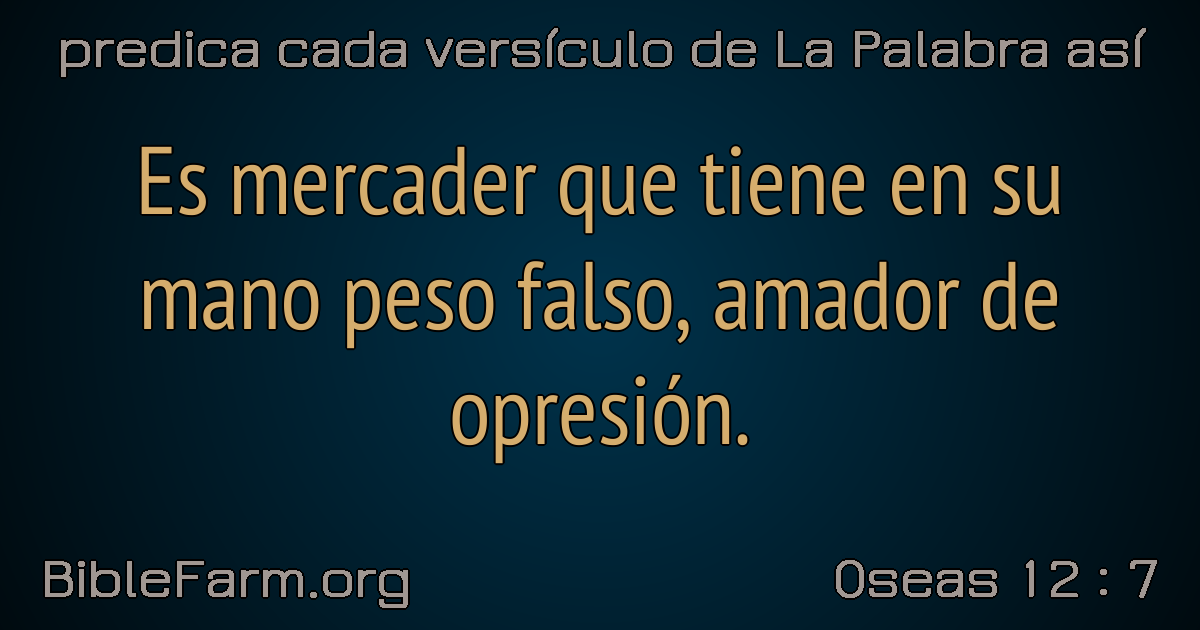 predica cada versículo de La Palabra así
Es mercader que tiene en su
mano peso falso, amador de
opresión.
BibleFarm.org
Oseas 12 : 7